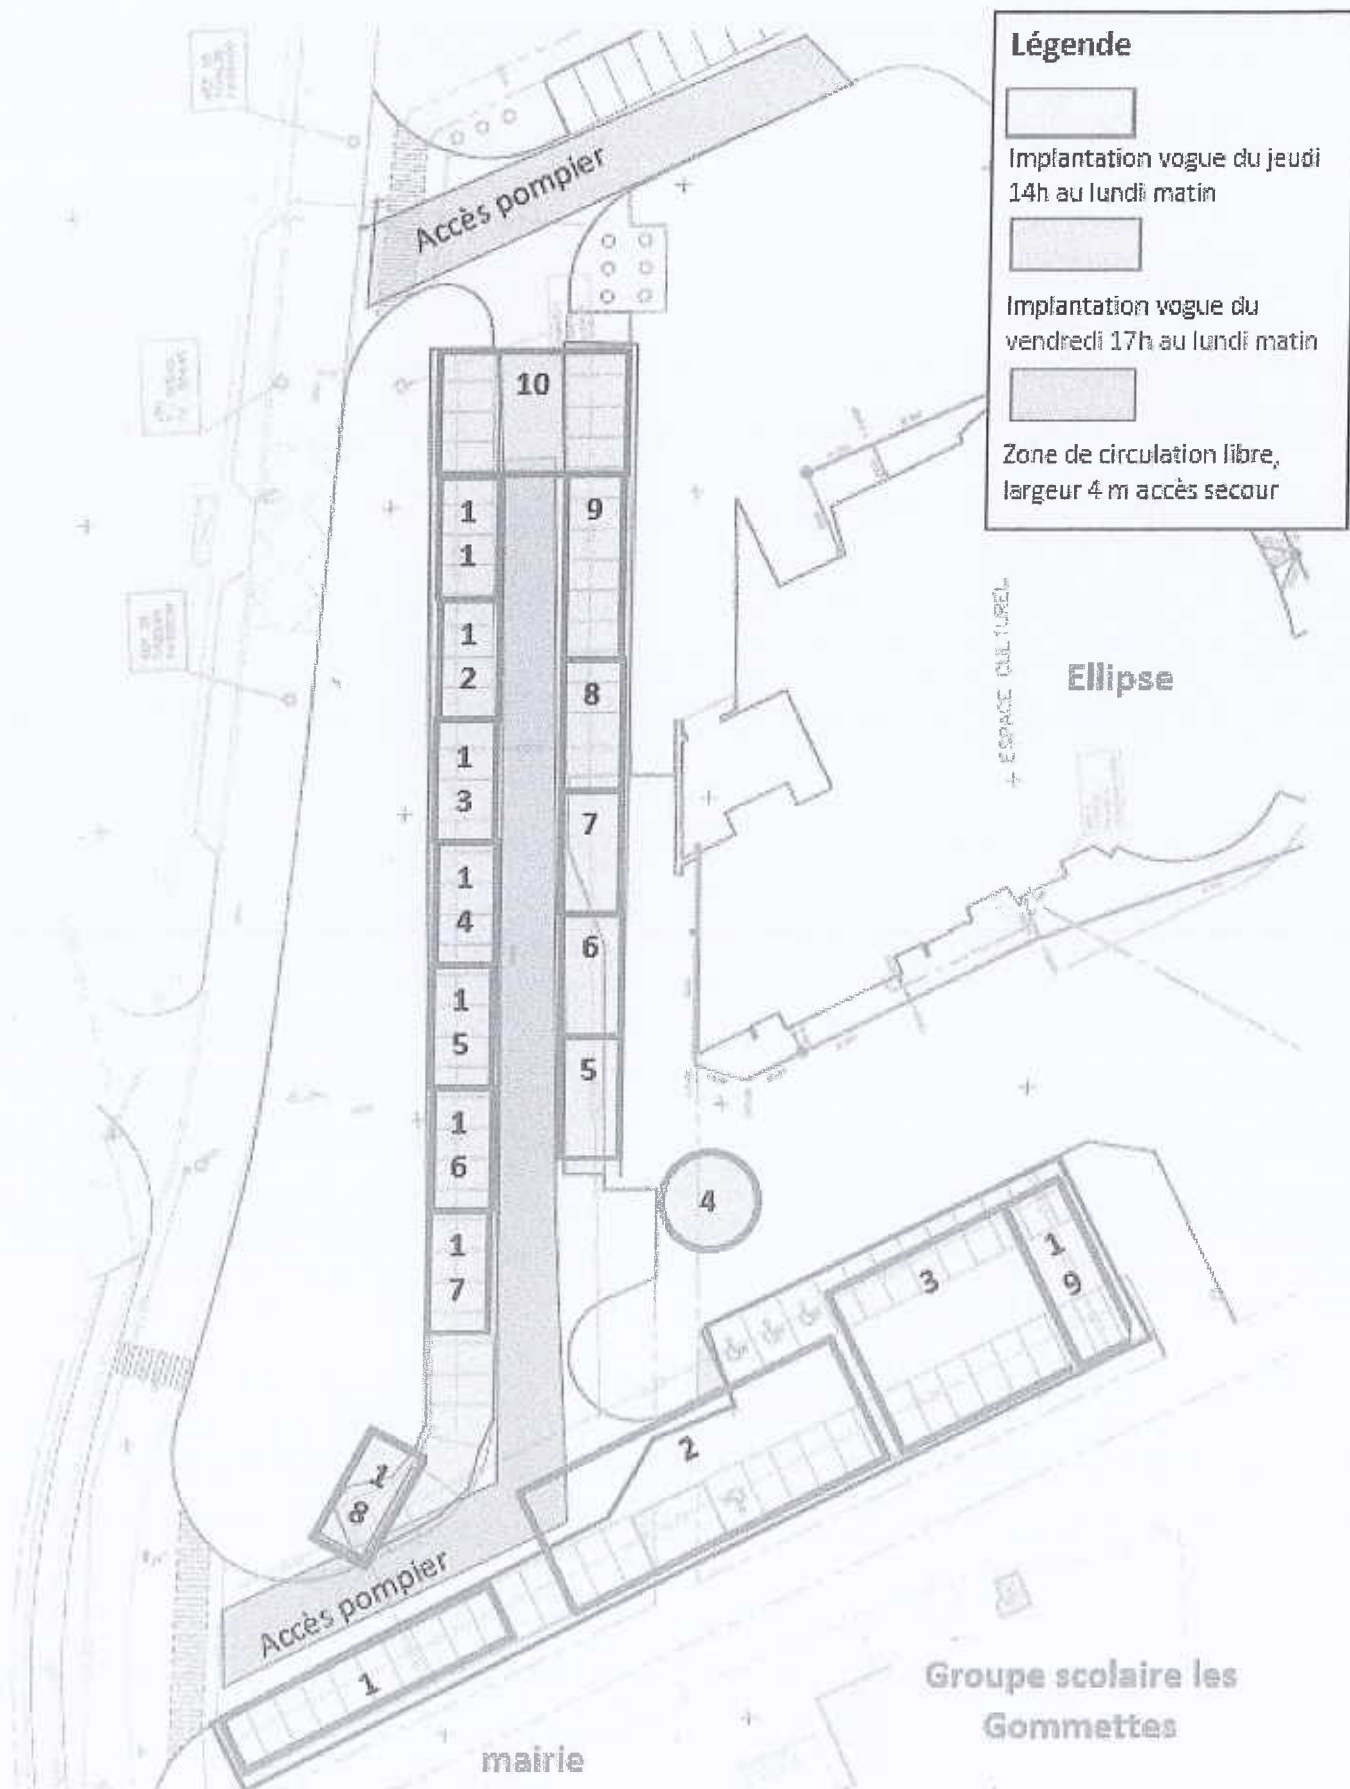 Légende
Implantation vogue du jeudi
14h au lundi matin
Implantation vogue du
vendredi 17h au lundi matin
Zone de circulation libre,
largeur 4 m accès secour
Accès pompier
10
1
1
9
1
2
8
1
3
7
1
4
6
1
5
5
1
6
4
1
7
3
1
9
2
1
8
Accès pompier
1
+ ESPACE CULTUREL
Ellipse
Groupe scolaire les
Gommettes
mairie